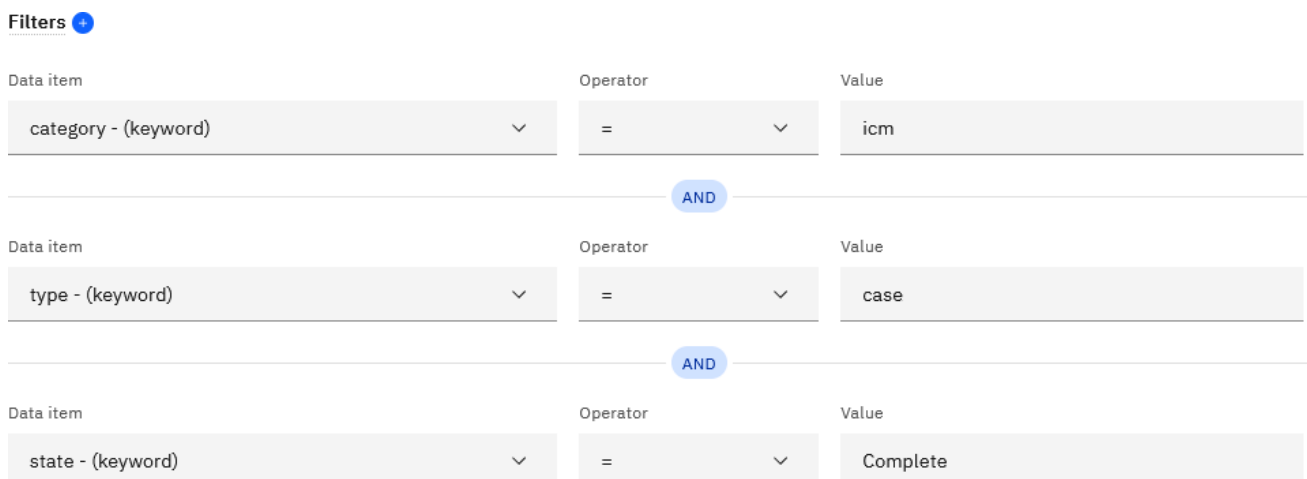 Filters +
Data item Operator Value
category - (keyword) = icm
AND
Data item Operator Value
type - (keyword) = case
AND
Data item Operator Value
state - (keyword) = Complete